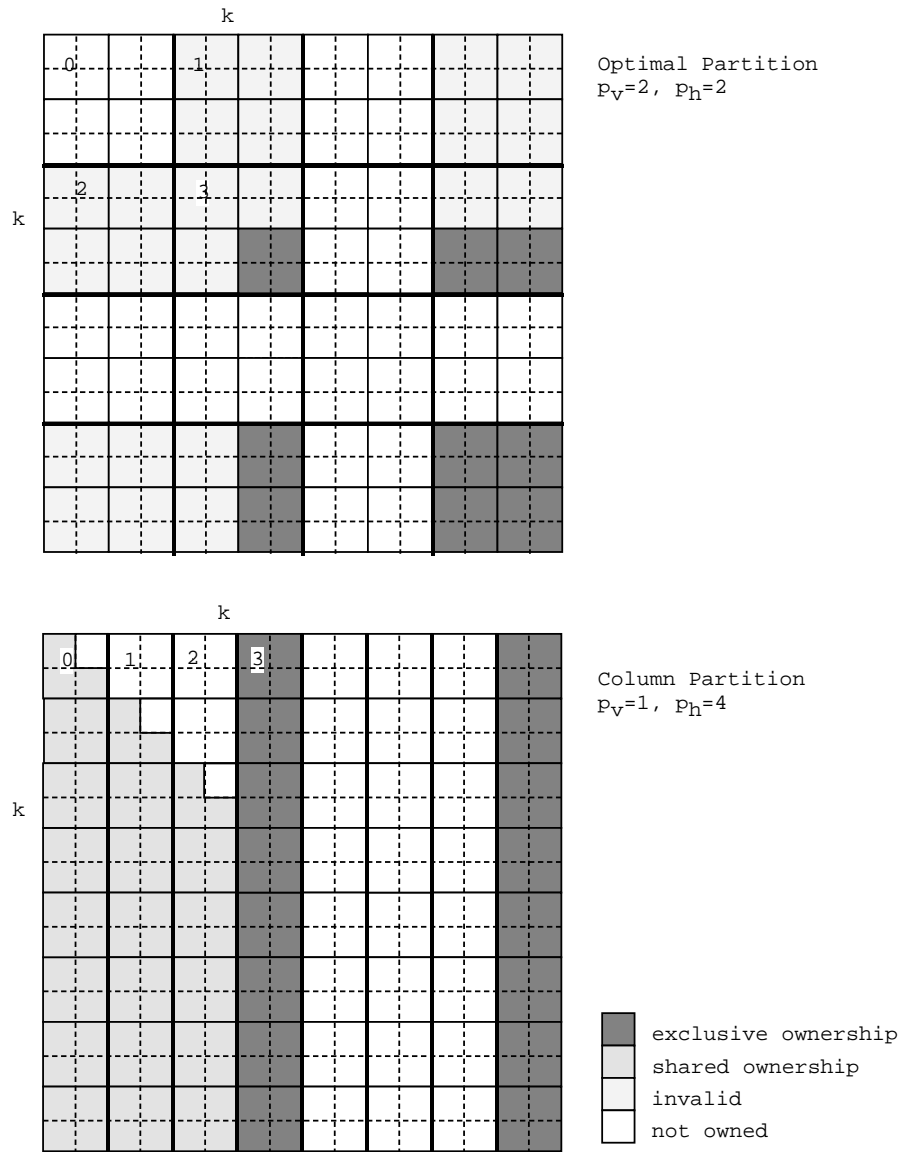 k
0 1
Optimal Partition
pv=2, ph=2
2 3
k
k
0 1 2 3
Column Partition
pv=1, ph=4
k
exclusive ownership
shared ownership
invalid
not owned